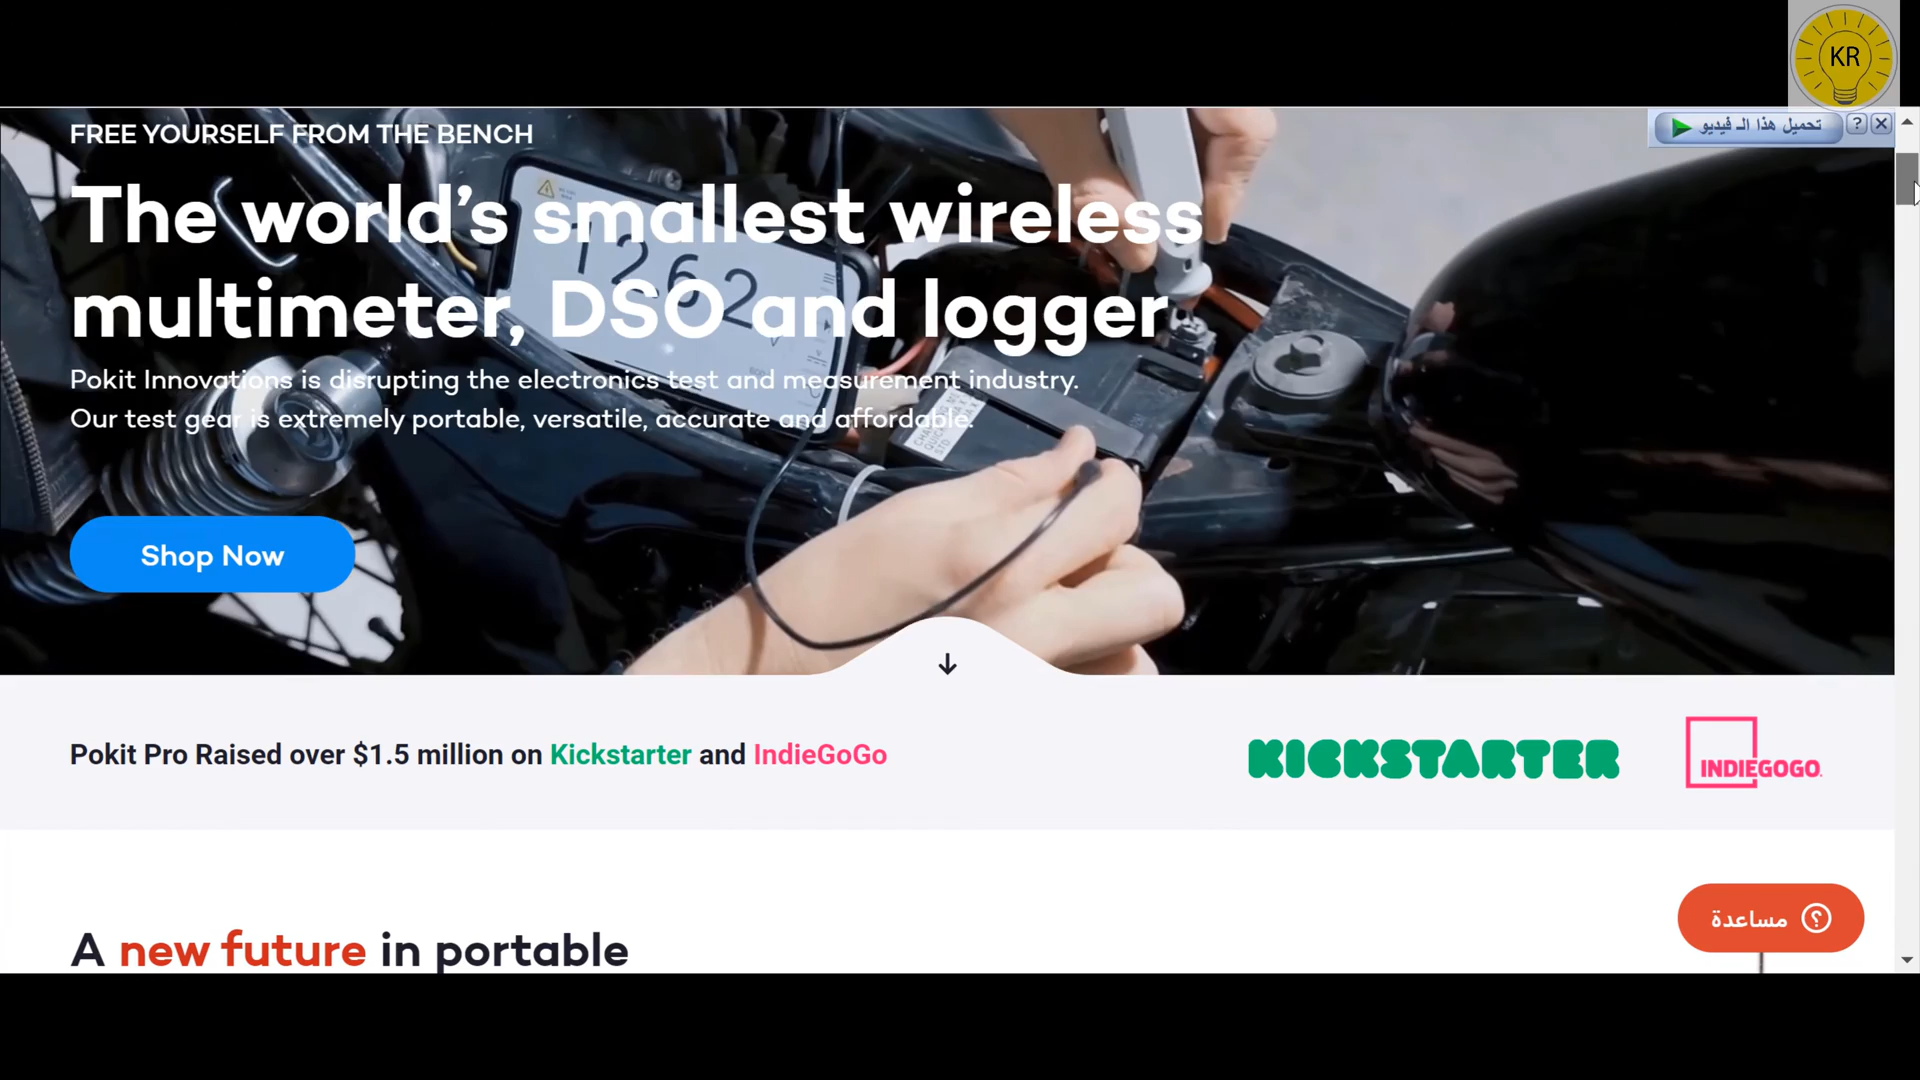 KR
تحميل هذا الـ فيديو
?
FREE YOURSELF FROM THE BENCH
The world's smallest wireless
multimeter, DSO and logger
1262
Pokit Innovations is disrupting the electronics test and measurement industry.
Our test gear is extremely portable, versatile, accurate and affordable.
Shop Now
Pokit Pro Raised over $1.5 million on Kickstarter and IndieGoGo
KICKSTARTER
INDIEGOGO.
A new future in portable
مساعدة